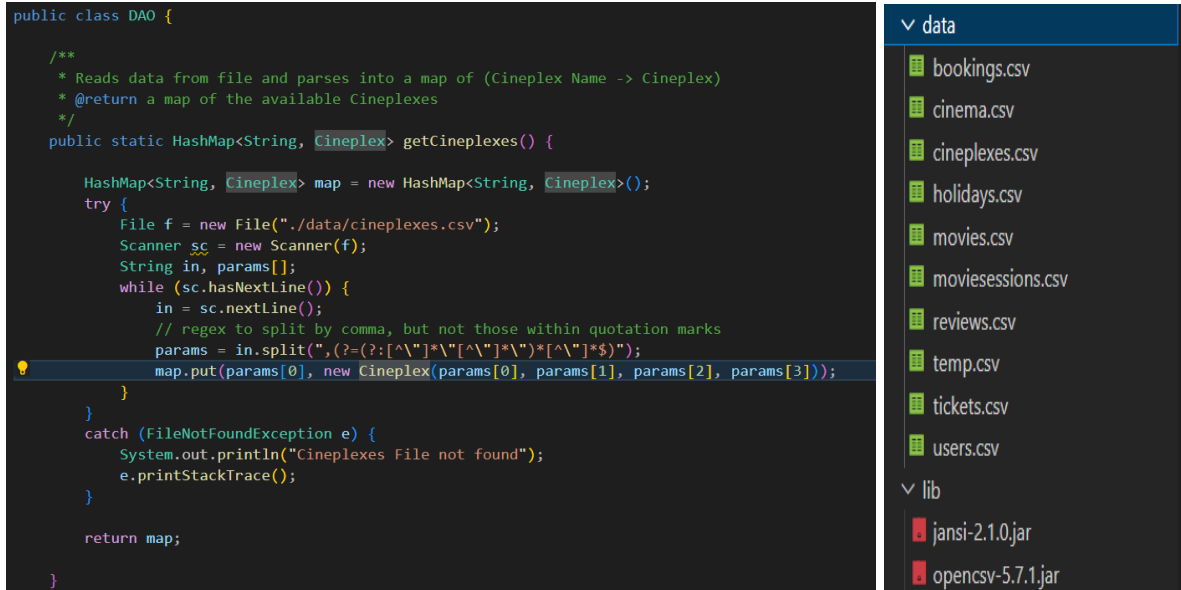 public class DAO {
/**
* Reads data from file and parses into a map of (Cineplex Name -> Cineplex)
* @return a map of the available Cineplexes
*/
public static HashMap<String, Cineplex> getCineplexes() {
HashMap<String, Cineplex> map = new HashMap<String, Cineplex>();
try {
File f = new File("./data/cineplexes.csv");
Scanner sc = new Scanner(f);
String in, params[];
while (sc.hasNextLine()) {
in = sc.nextLine();
// regex to split by comma, but not those within quotation marks
params = in.split(",(?=(?:[^\"]*\"[^\"]*\")*[^\"]*$)");
map.put(params[0], new Cineplex(params[0], params[1], params[2], params[3]));
}
}
catch (FileNotFoundException e) {
System.out.println("Cineplexes File not found");
e.printStackTrace();
}
return map;
}
data
bookings.csv
cinema.csv
cineplexes.csv
holidays.csv
movies.csv
moviesessions.csv
reviews.csv
temp.csv
tickets.csv
users.csv
lib
jansi-2.1.0.jar
opencsv-5.7.1.jar